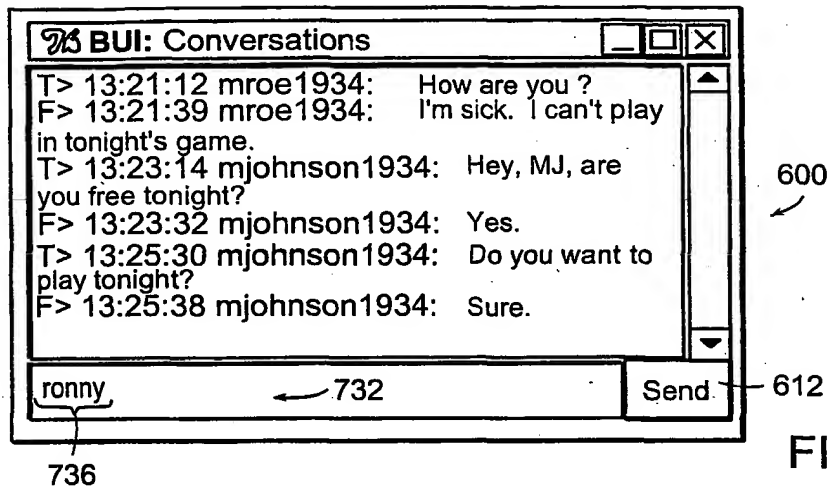 BUI: Conversations
T> 13:21:12 mroe1934: How are you ?
F> 13:21:39 mroe1934: I'm sick. I can't play
in tonight's game.
T> 13:23:14 mjohnson1934: Hey, MJ, are
you free tonight?
F> 13:23:32 mjohnson1934: Yes.
T> 13:25:30 mjohnson1934: Do you want to
play tonight?
F> 13:25:38 mjohnson1934: Sure.
600
ronny
732
Send
612
736